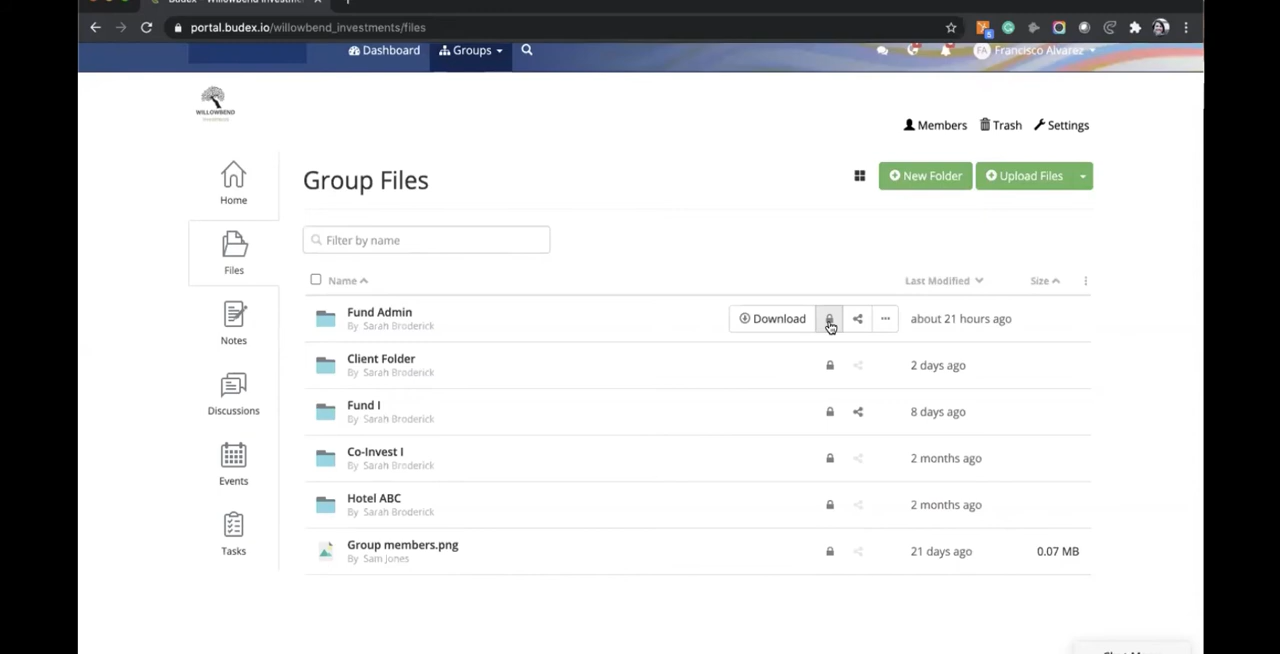 portal.budex.io/willowbend_investments/files
Dashboard
Groups
FA
Francisco Alvarez
WILLOWBEND
Members
Trash
Settings
Home
Files
Notes
Discussions
Events
Tasks
Group Files
New Folder
Upload Files
Filter by name
Name
Last Modified
Size
Fund Admin
By Sarah Broderick
Download
about 21 hours ago
Client Folder
By Sarah Broderick
2 days ago
Fund I
By Sarah Broderick
8 days ago
Co-Invest I
By Sarah Broderick
2 months ago
Hotel ABC
By Sarah Broderick
2 months ago
Group members.png
By Sam Jones
21 days ago
0.07 MB